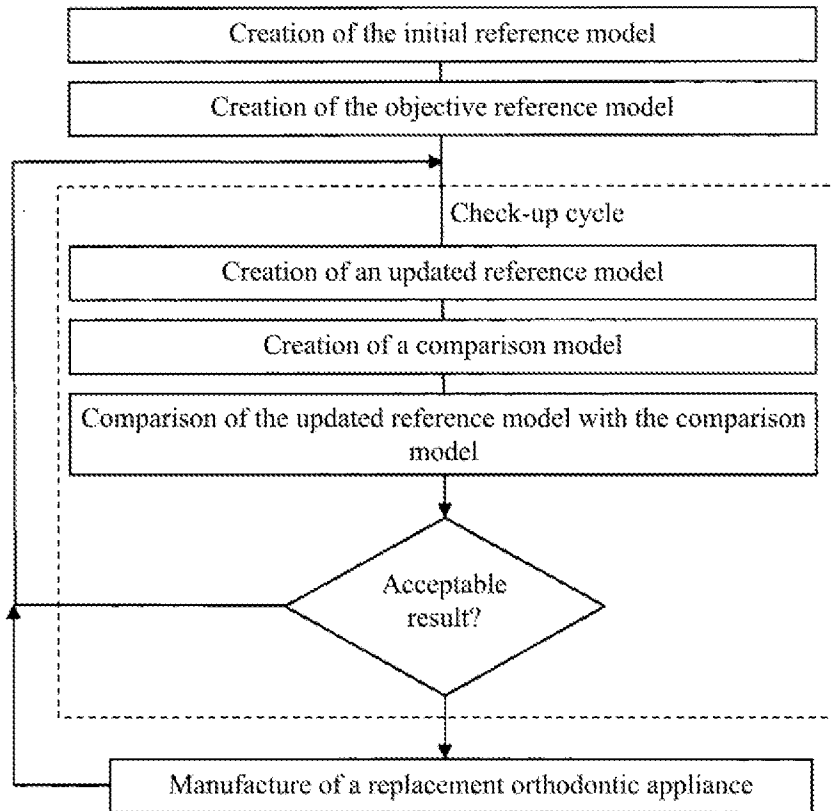 Creation of the initial reference model
Creation of the objective reference model
Check-up cycle
Creation of an updated reference model
Creation of a comparison model
Comparison of the updated reference model with the comparison
model
Acceptable
result?
Manufacture of a replacement orthodontic appliance